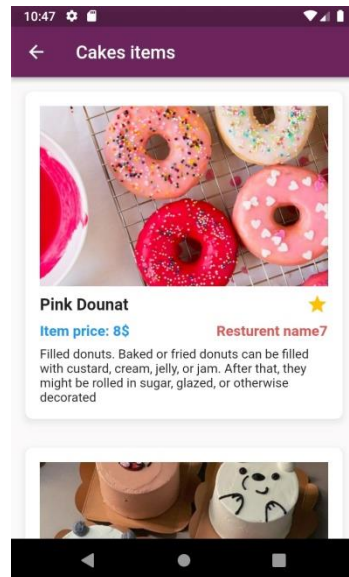 10:47
Cakes items
Pink Dounat
Item price: 8$ Resturent name7
Filled donuts. Baked or fried donuts can be filled
with custard, cream, jelly, or jam. After that, they
might be rolled in sugar, glazed, or otherwise
decorated